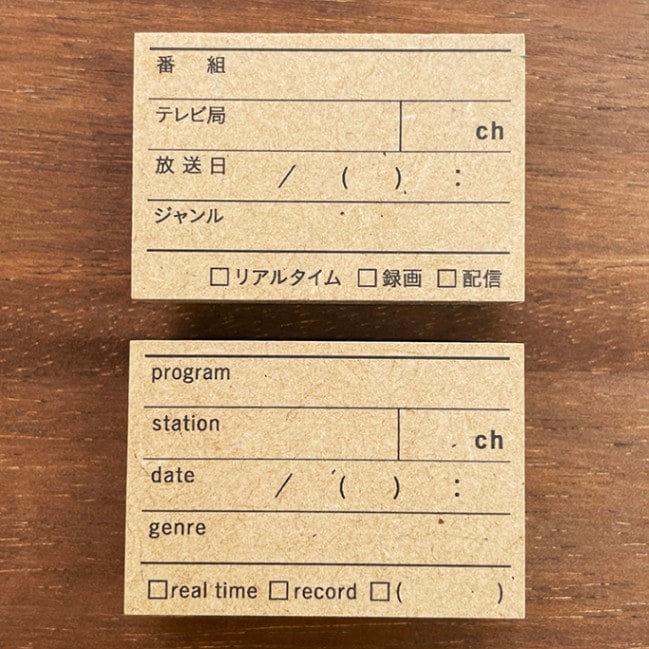 番 組
テレビ局 ch
放送日 / ( ) :
ジャンル
□リアルタイム □録画 □配信
program
station ch
date / ( ) :
genre
□real time □record □( )